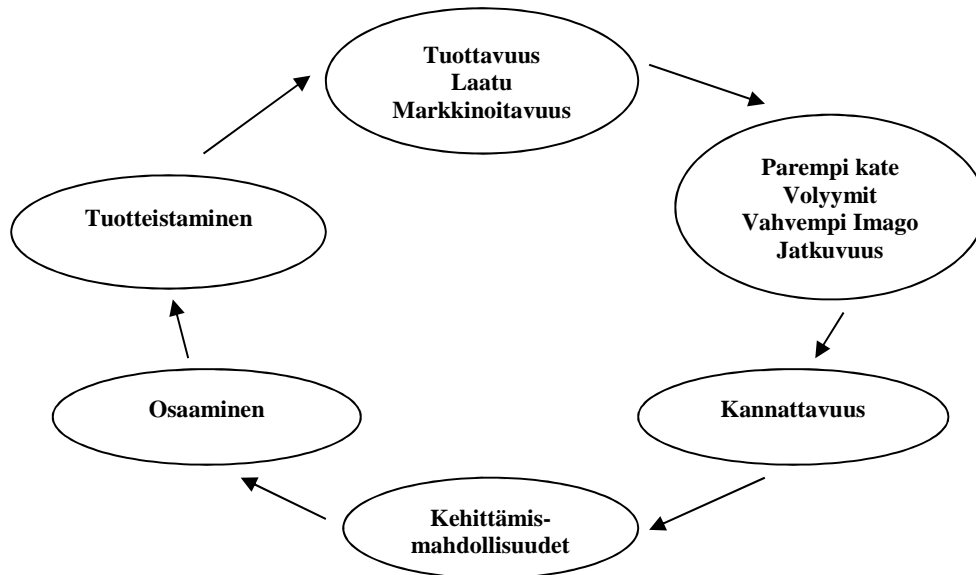 Tuottavuus
Laatu
Markkinoitavuus
Parempi kate
Volyymit
Vahvempi Imago
Jatkuvuus
Kannattavuus
Kehittämis-
mahdollisuudet
Osaaminen
Tuotteistaminen